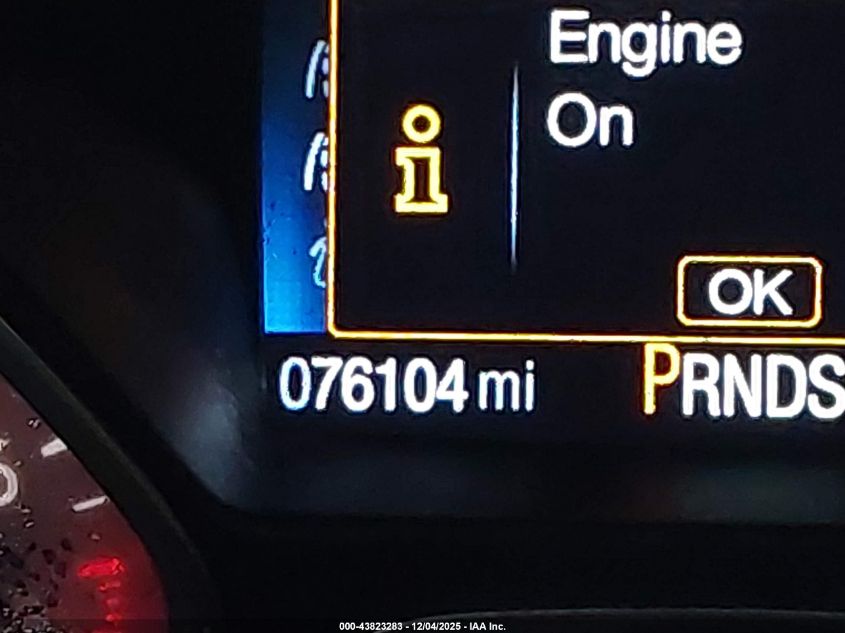 Engine
On
OK
076104 mi
PRNDS
000-43823283 - 12/04/2025 - IAA Inc.